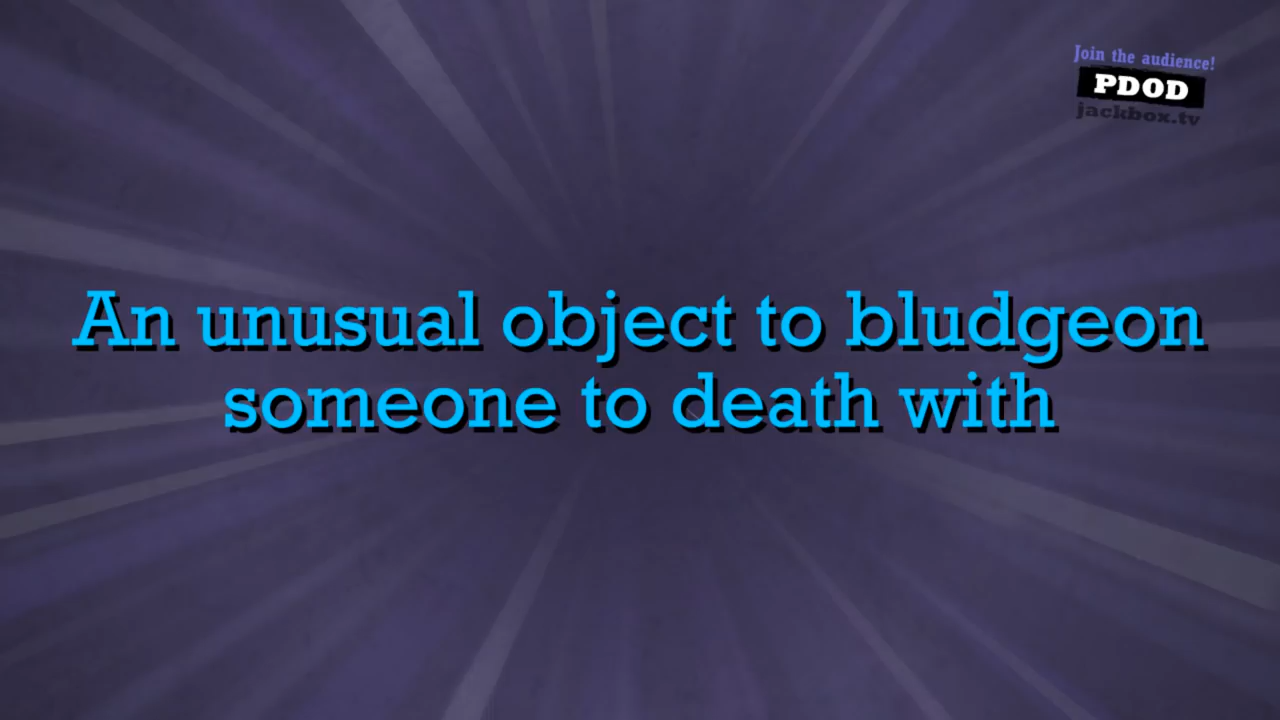 Join the audience!
PDOD
jackbox.tv
An unusual object to bludgeon
someone to death with